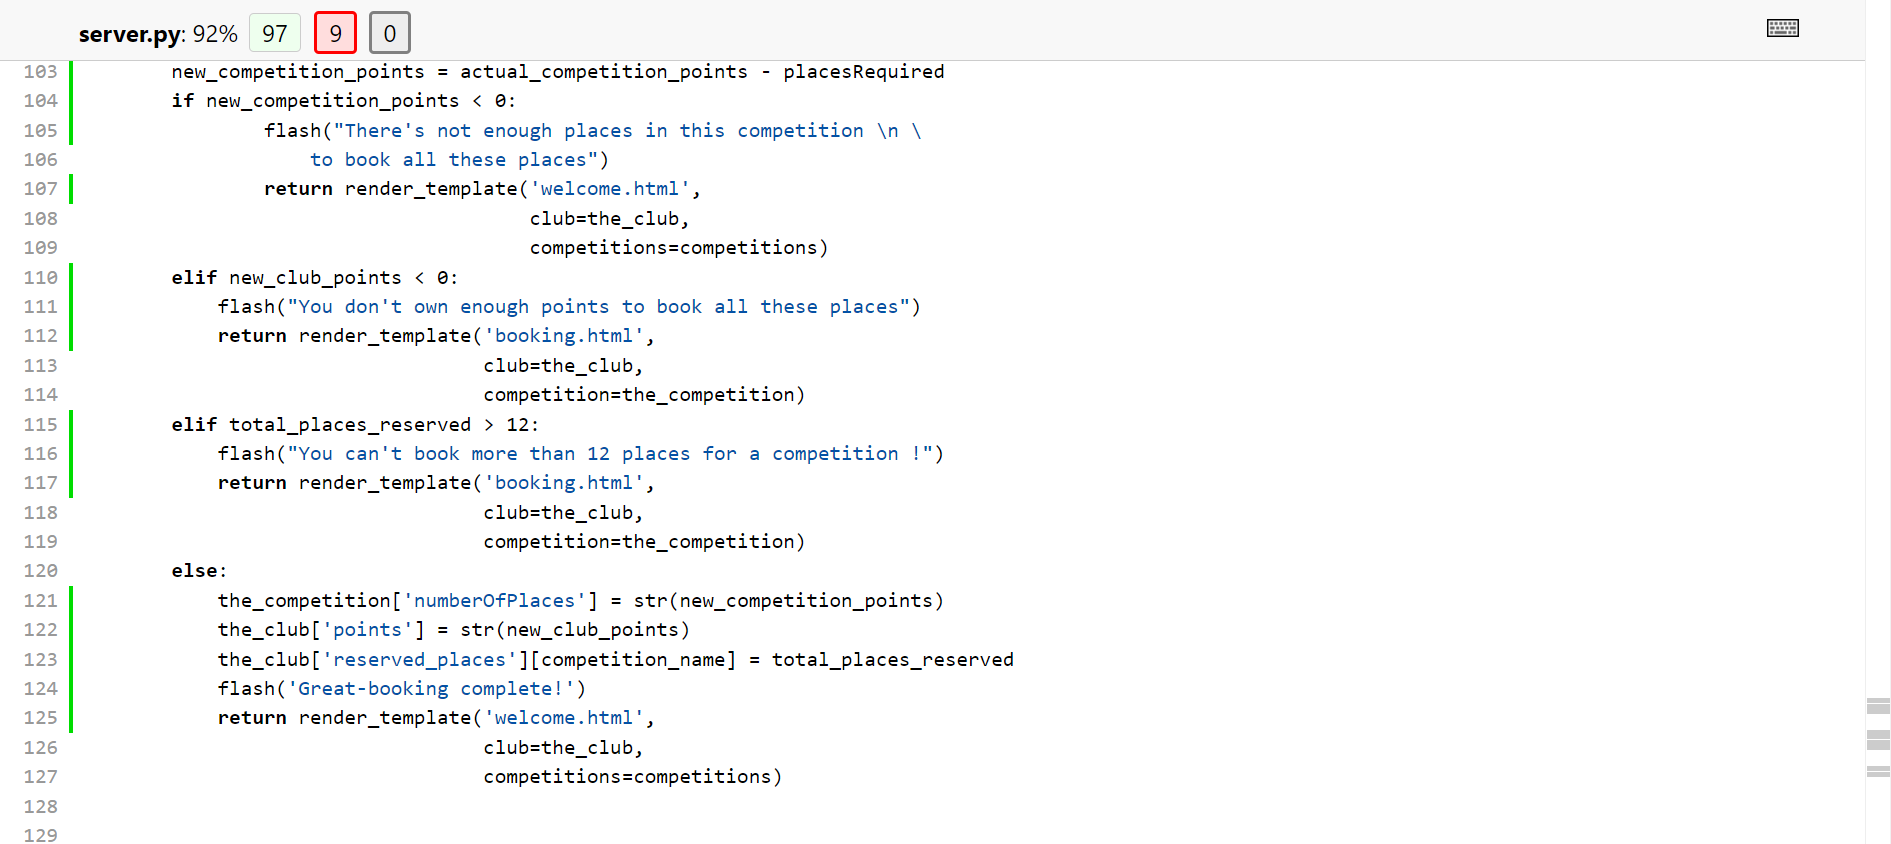 server.py: 92% 97 9 0
103 new_competition_points = actual_competition_points - placesRequired
104 if new_competition_points < 0:
105 flash("There's not enough places in this competition \n \
106 to book all these places")
107 return render_template('welcome.html',
108 club=the_club,
109 competitions=competitions)
110 elif new_club_points < 0:
111 flash("You don't own enough points to book all these places")
112 return render_template('booking.html',
113 club=the_club,
114 competition=the_competition)
115 elif total_places_reserved > 12:
116 flash("You can't book more than 12 places for a competition !")
117 return render_template('booking.html',
118 club=the_club,
119 competition=the_competition)
120 else:
121 the_competition['numberOfPlaces'] = str(new_competition_points)
122 the_club['points'] = str(new_club_points)
123 the_club['reserved_places'][competition_name] = total_places_reserved
124 flash('Great-booking complete!')
125 return render_template('welcome.html',
126 club=the_club,
127 competitions=competitions)
128
129